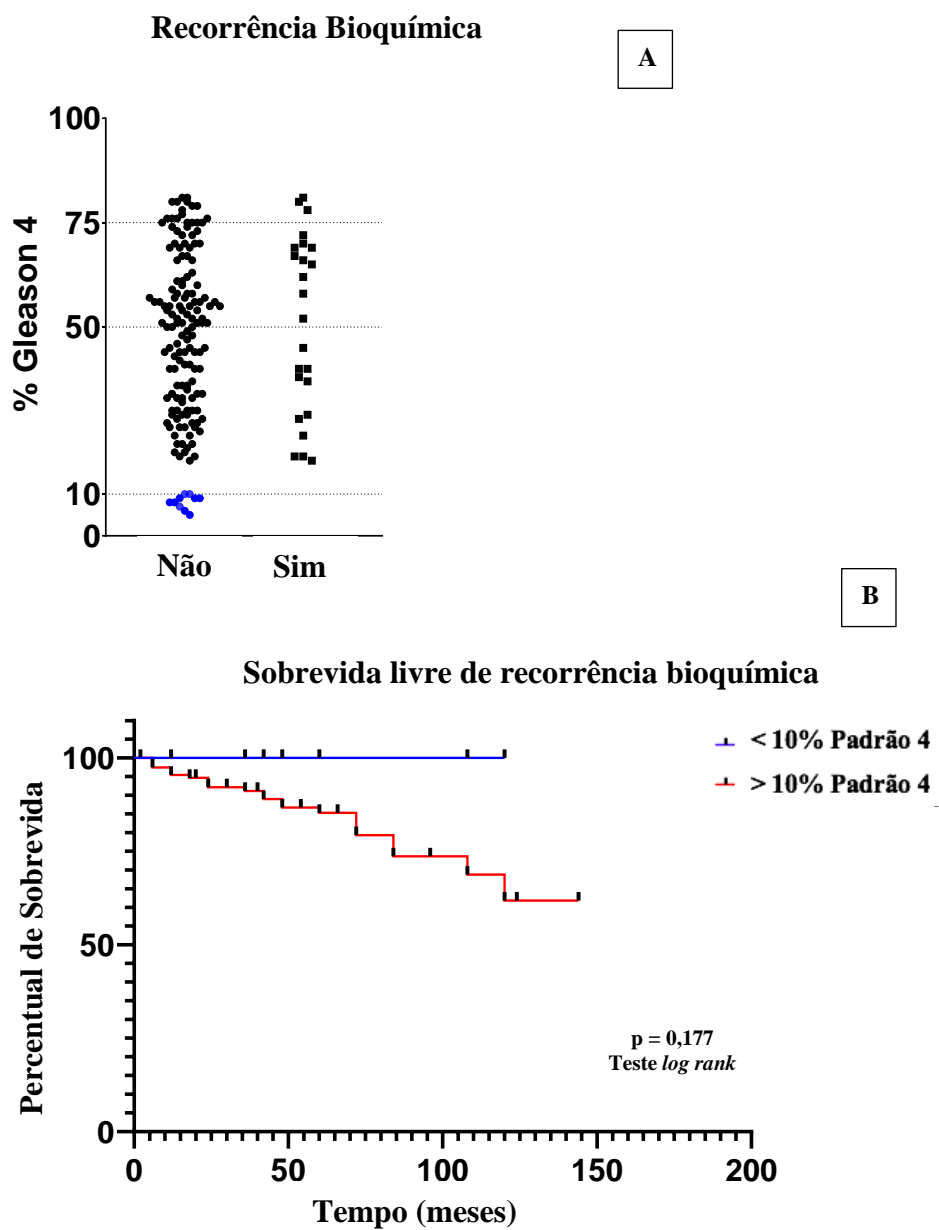 Recorrência Bioquímica
A
100
75
50
10
0
% Gleason 4
Não Sim
B
Sobrevida livre de recorrência bioquímica
< 10% Padrão 4
> 10% Padrão 4
100
50
0
Percentual de Sobrevida
p = 0,177
Teste log rank
0 50 100 150 200
Tempo (meses)